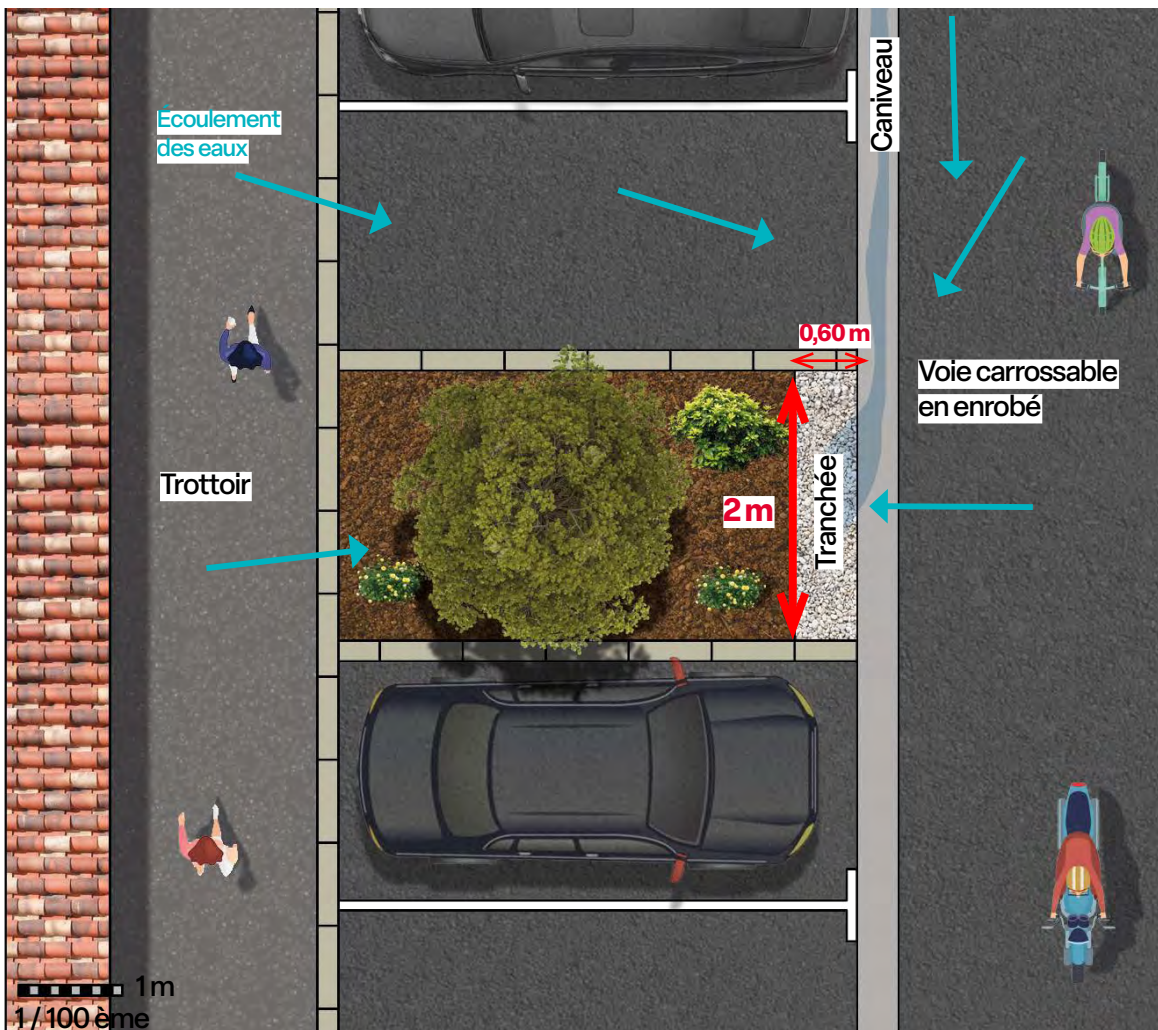 Écoulement
des eaux
Caniveau
0,60 m
Voie carrossable
en enrobé
Trottoir
2 m
Tranchée
1 m
1 / 100 ème